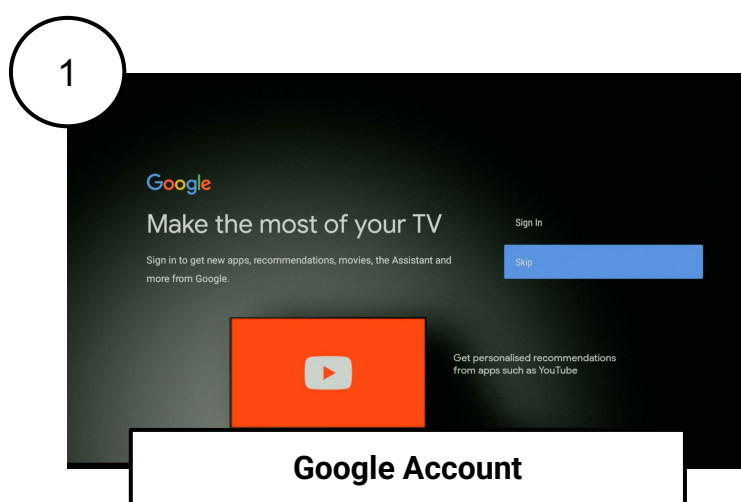 1
Google
Make the most of your TV
Sign In
Sign in to get new apps, recommendations, movies, the Assistant and
more from Google.
Skip
Get personalised recommendations
from apps such as YouTube
Google Account